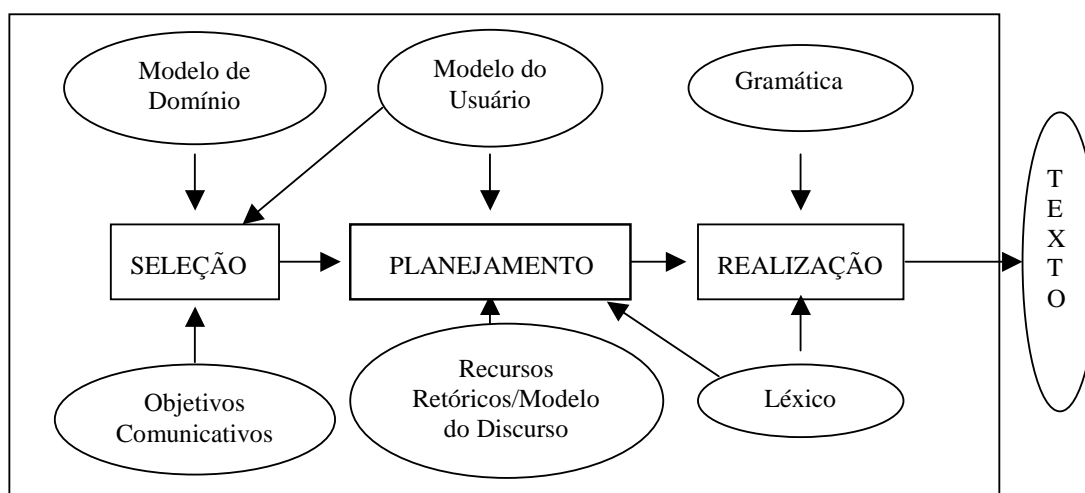 Modelo de
Domínio
Modelo do
Usuário
Gramática
SELEÇÃO
PLANEJAMENTO
REALIZAÇÃO
Objetivos
Comunicativos
Recursos
Retóricos/Modelo
do Discurso
Léxico
T
E
X
T
O